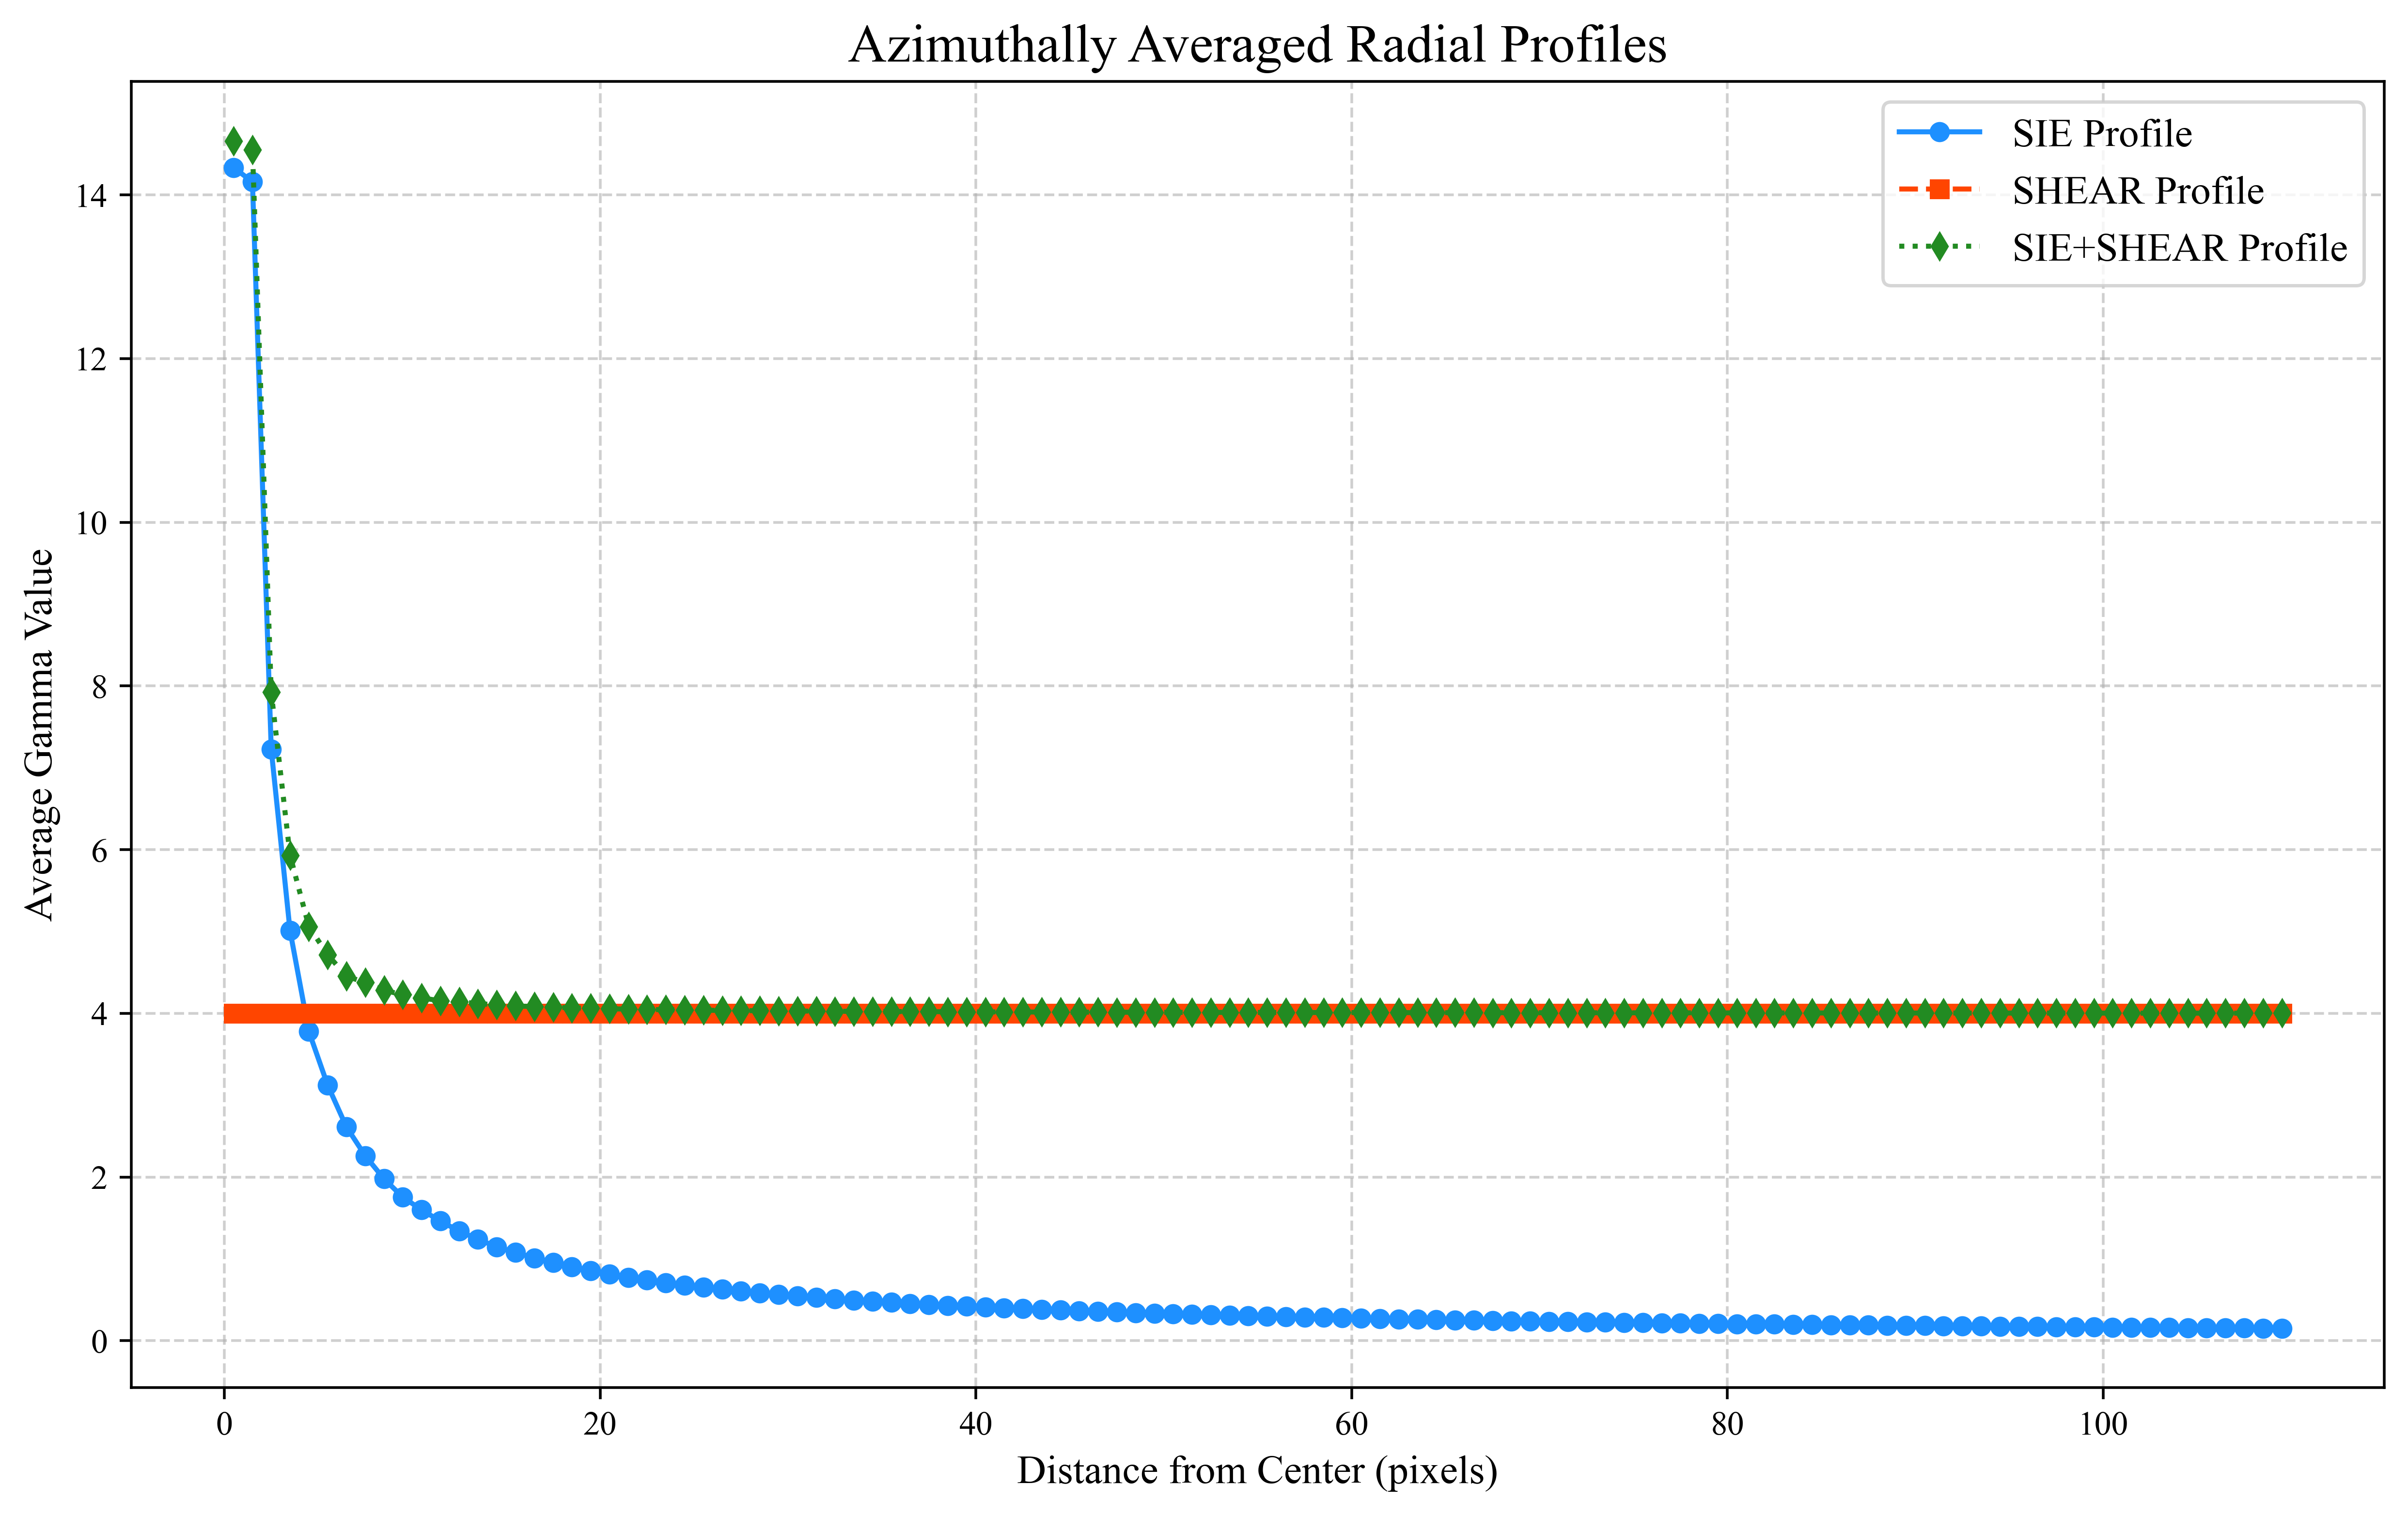 Azimuthally Averaged Radial Profiles
SIE Profile
SHEAR Profile
SIE+SHEAR Profile
Average Gamma Value
14
12
10
8
6
4
2
0
0 20 40 60 80 100
Distance from Center (pixels)